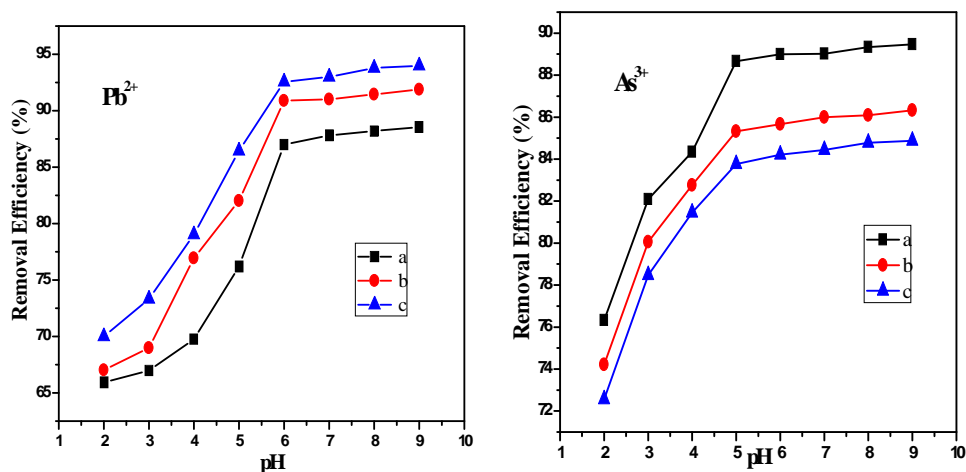 Pb2+
Removal Efficiency (%)
95
90
85
80
75
70
65
a
b
c
1 2 3 4 5 6 7 8 9 10
pH
As3+
Removal Efficiency (%)
90
88
86
84
82
80
78
76
74
72
a
b
c
1 2 3 4 5 6 7 8 9 10
pH